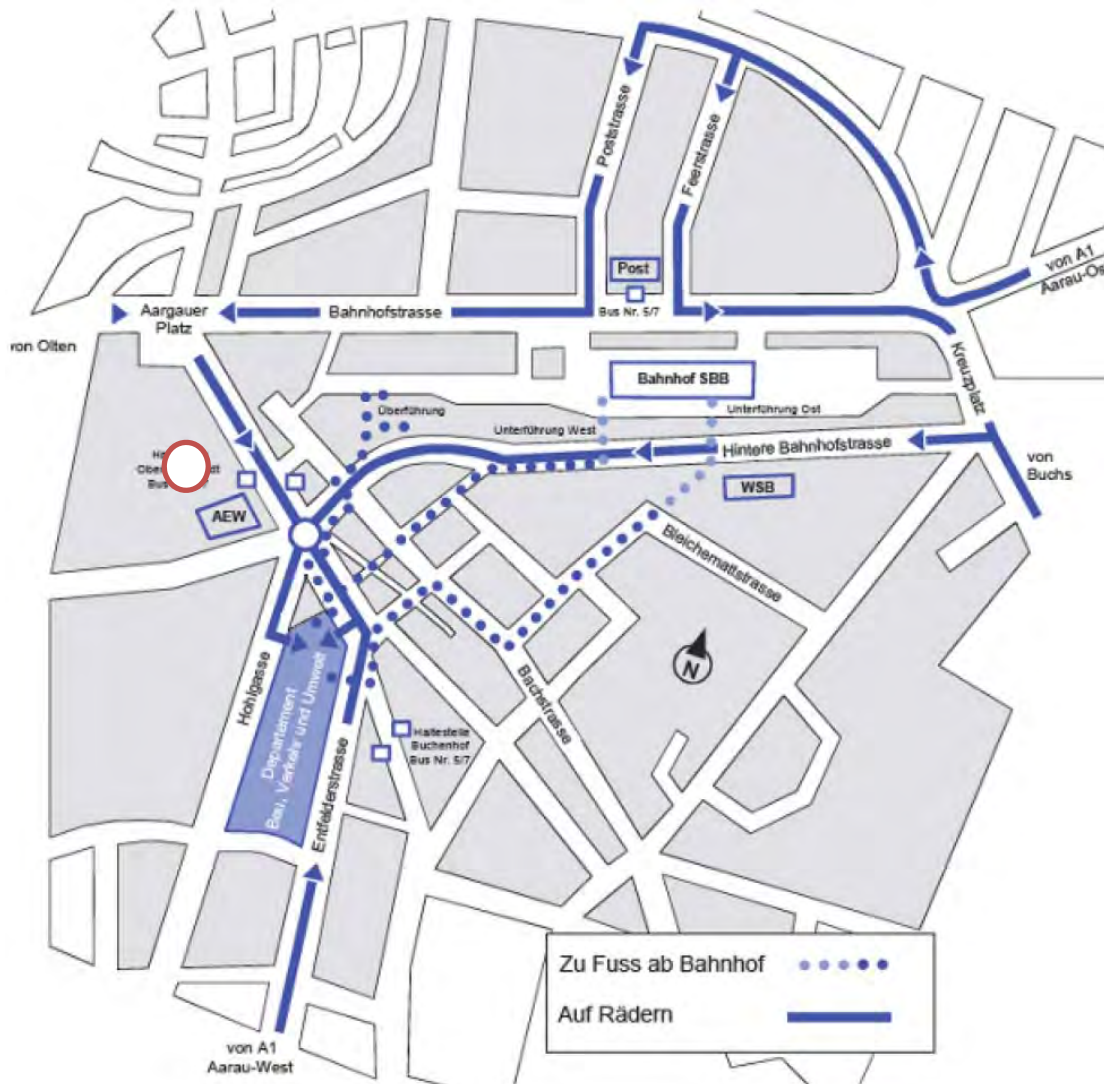 Poststrasse
Feerstrasse
von A1
Post
Bus Nr. 5/7
Aargauer
Platz
Bahnhofstrasse
von Olten
Kreuzplatz
Bahnhof SBB
Überführung
Unterführung West
Unterführung Ost
Hintere Bahnhofstrasse
von
Buchs
WSB
Bus
AEW
Bleichemattstrasse
N
Bachstrasse
Hohlgasse
Departement
Bau, Verkehr und Umwelt
Entfelderstrasse
Haltestelle
Buchenhof
Bus Nr. 5/7
Zu Fuss ab Bahnhof
Auf Rädern
von A1
Aarau-West